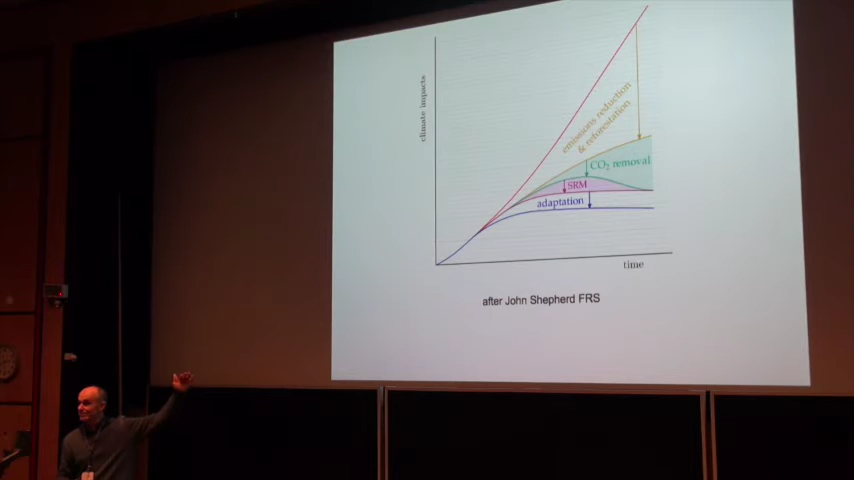 climate impacts
emissions reduction
& reforestation
CO₂ removal
SRM
adaptation
time
after John Shepherd FRS